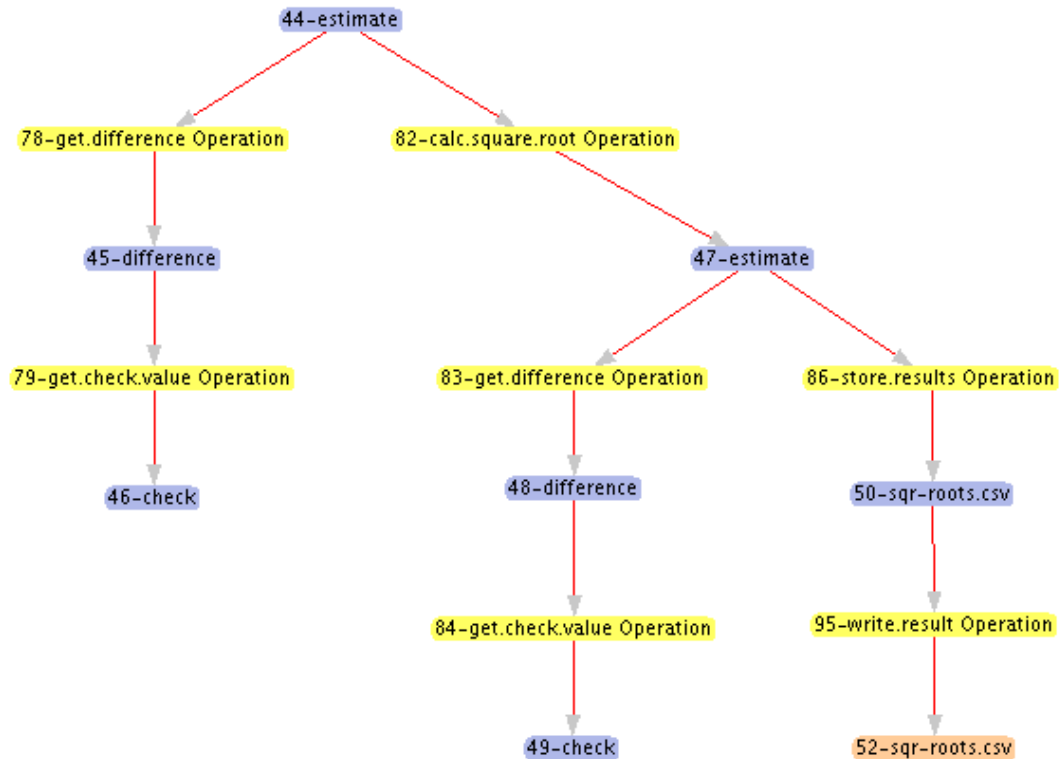 44-estimate
78-get.difference Operation
82-calc.square.root Operation
45-difference
47-estimate
79-get.check.value Operation
83-get.difference Operation
86-store.results Operation
46-check
48-difference
50-sqr-roots.csv
84-get.check.value Operation
95-write.result Operation
49-check
52-sqr-roots.csv